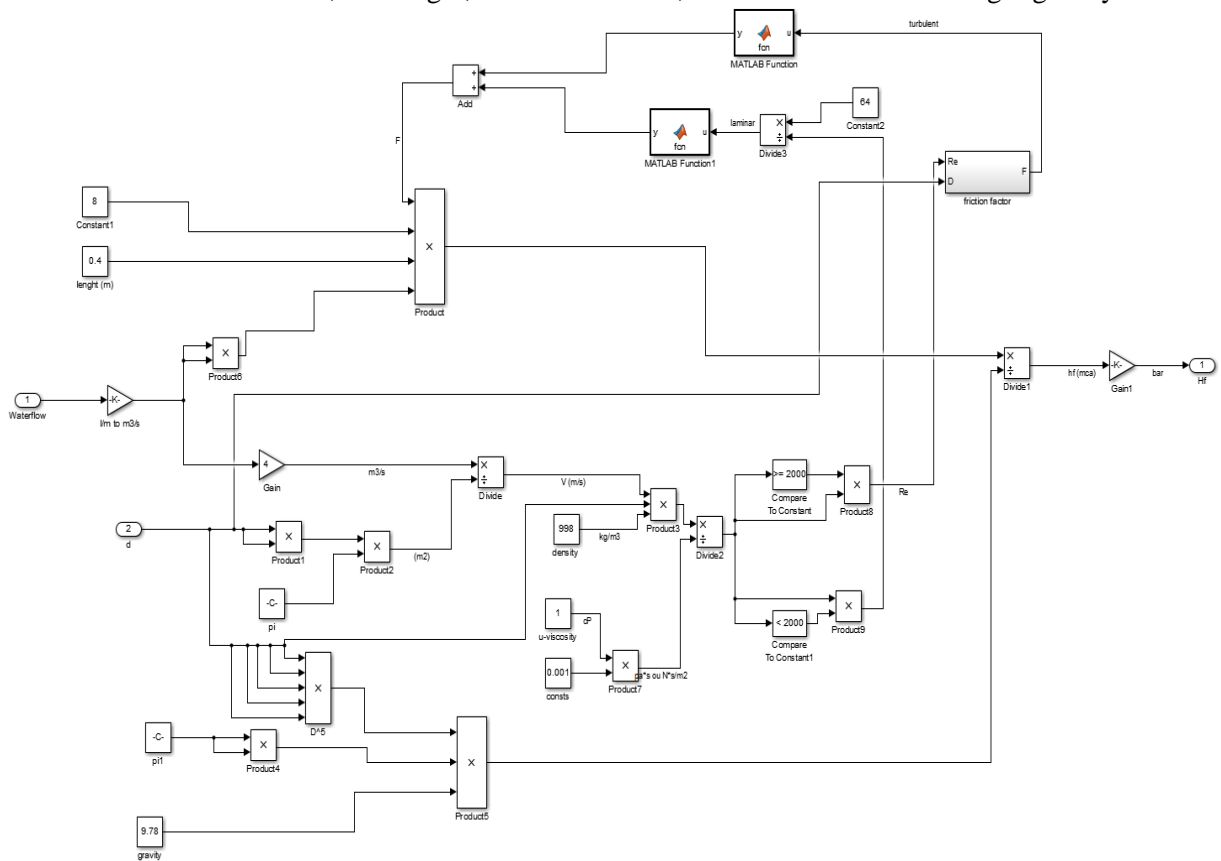 turbulent
y
fcn
u
MATLAB Function
+
+
Add
64
Constant2
y
fcn
u
MATLAB Function1
laminar
×
÷
Divide3
F
Re
D
F
friction factor
8
Constant1
0.4
lenght (m)
×
Product
×
Product6
1
Waterflow
-K-
l/m to m3/s
×
÷
Divide1
hf (mca)
-K-
Gain1
bar
1
Hf
4
Gain
m3/s
×
÷
Divide
V (m/s)
2
d
×
Product1
×
Product2
(m2)
-C-
pi
998
density
kg/m3
×
Product3
×
÷
Divide2
>= 2000
Compare
To Constant
×
Product8
Re
< 2000
Compare
To Constant1
×
Product9
1
u-viscosity
cP
0.001
consts
×
Product7
pa*s ou N*s/m2
×
D^5
-C-
pi1
×
Product4
×
Product5
9.78
gravity